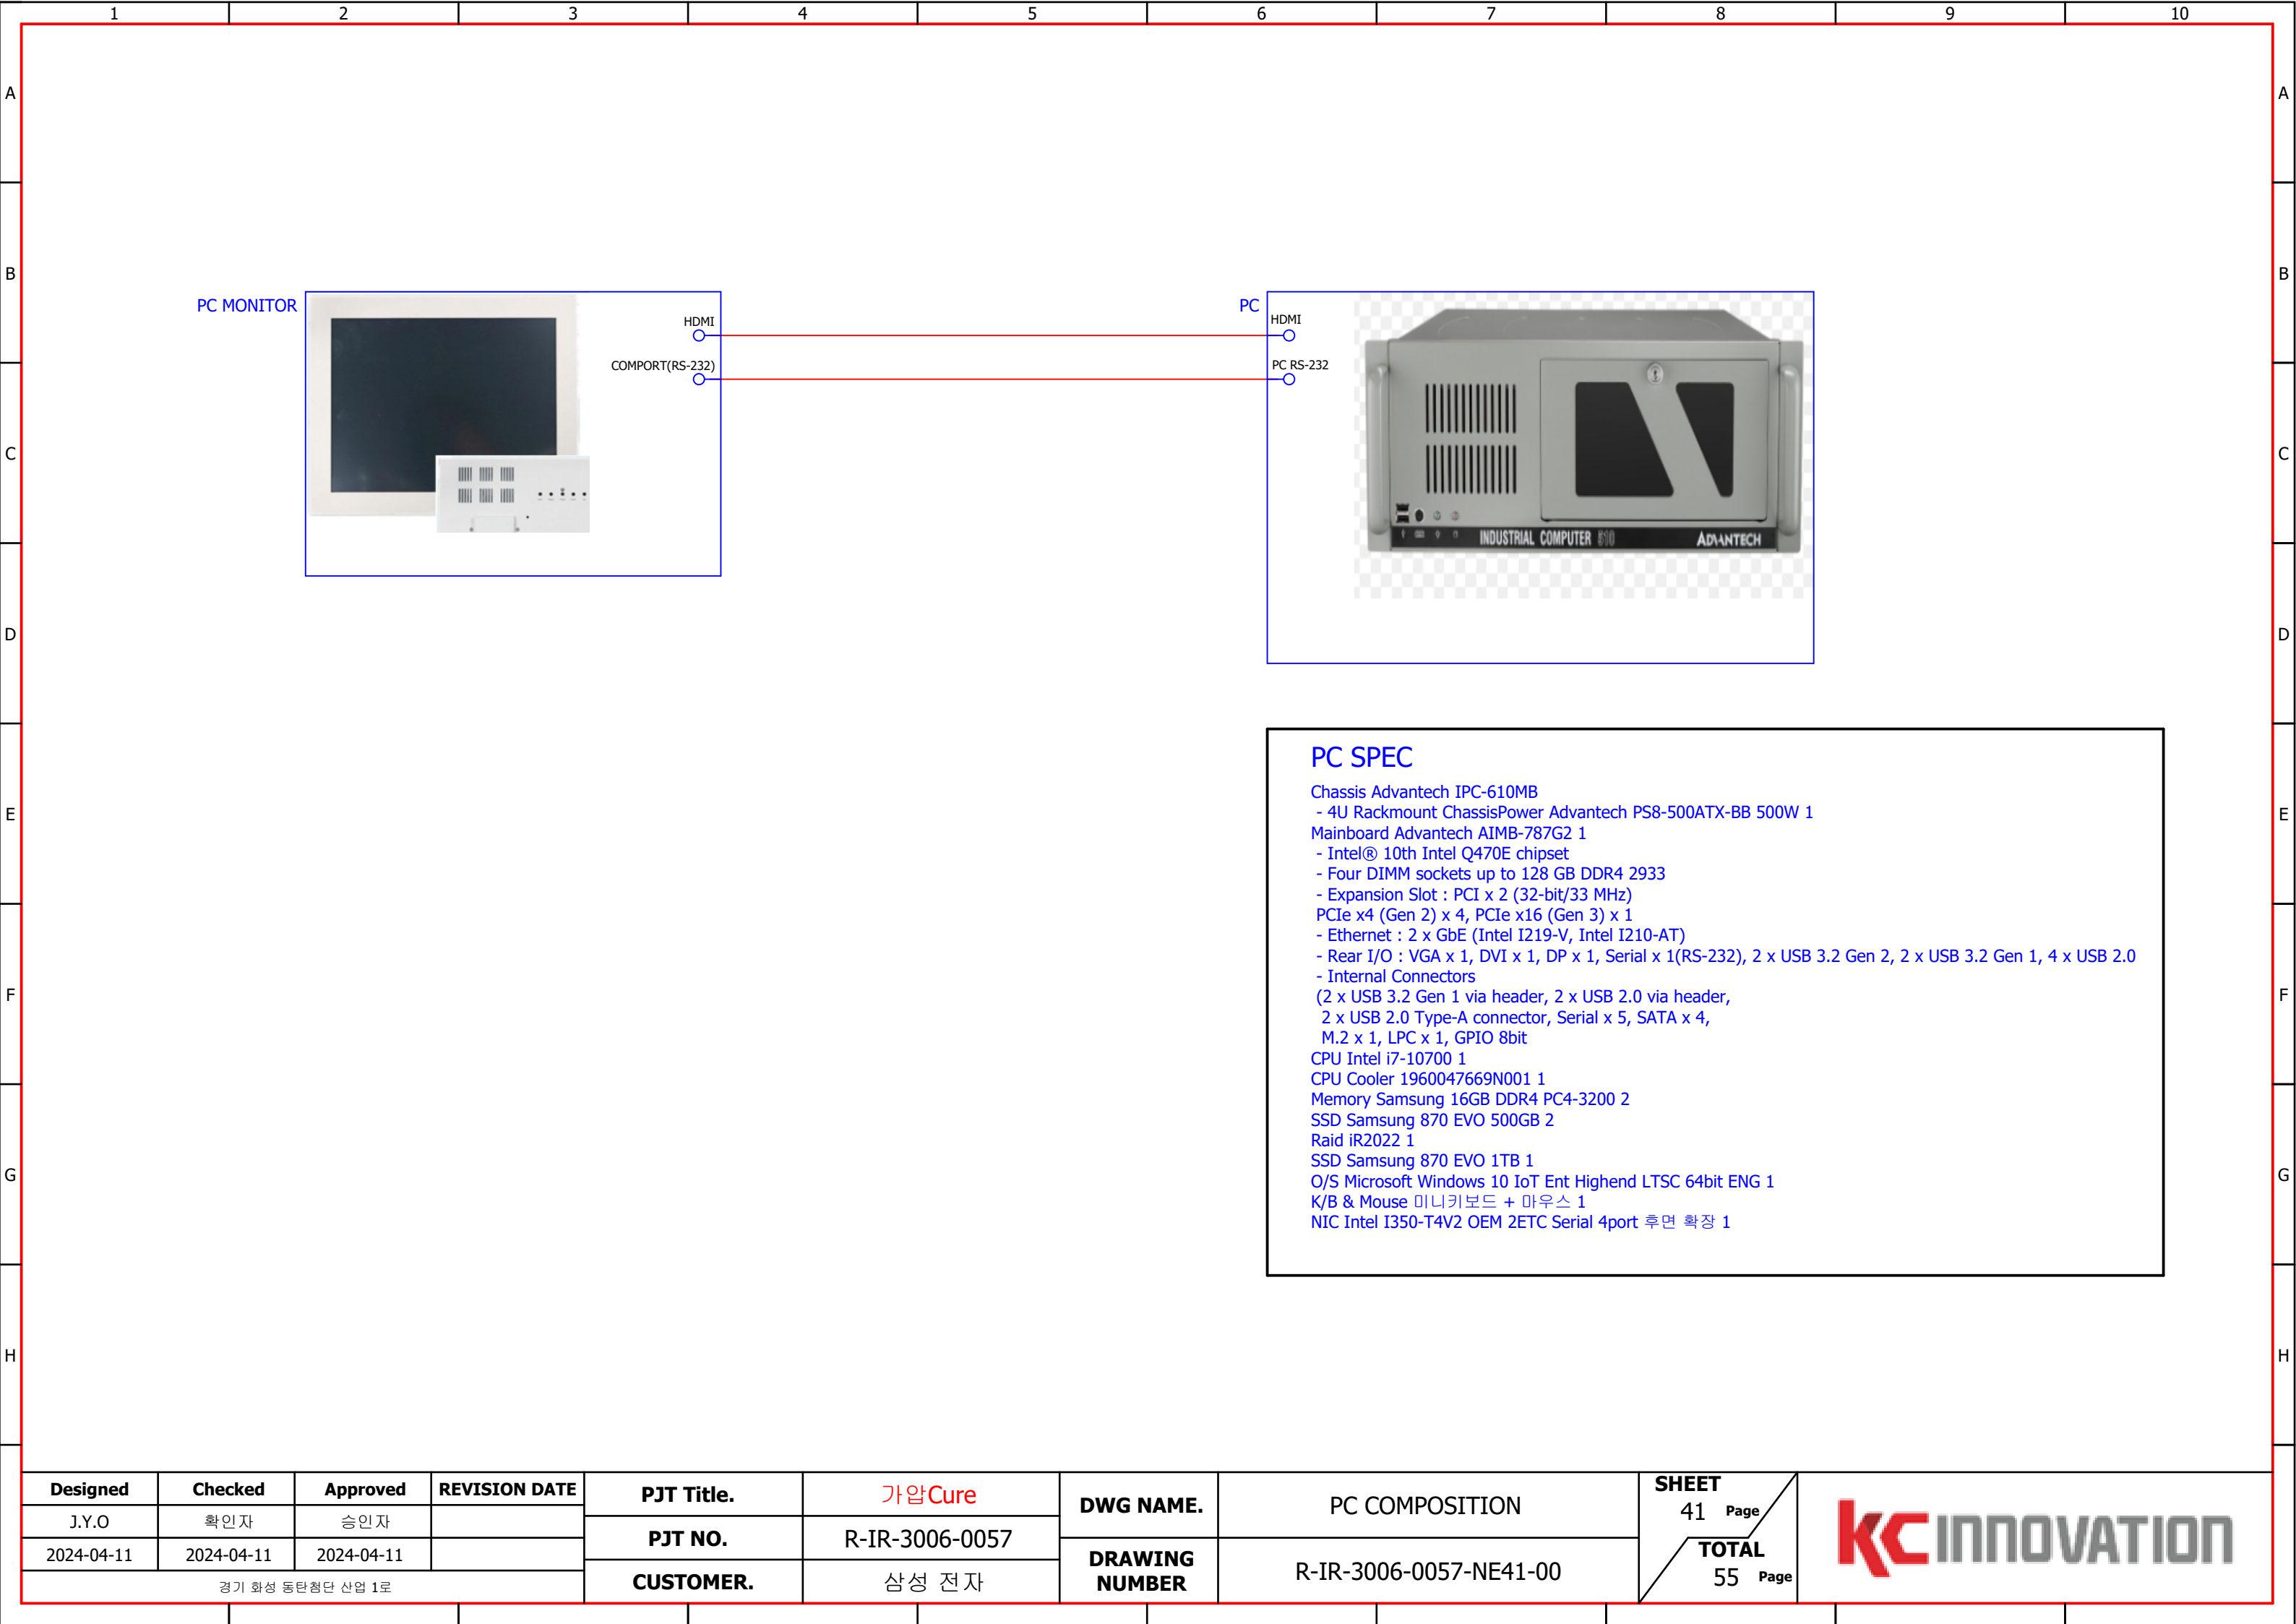 1 2 3 4 5 6 7 8 9 10
A A
B B
PC MONITOR
HDMI
COMPORT(RS-232)
PC
HDMI
PC RS-232
INDUSTRIAL COMPUTER 510
ADVANTECH
C C
D D
PC SPEC
Chassis Advantech IPC-610MB
- 4U Rackmount ChassisPower Advantech PS8-500ATX-BB 500W 1
Mainboard Advantech AIMB-787G2 1
- Intel® 10th Intel Q470E chipset
- Four DIMM sockets up to 128 GB DDR4 2933
- Expansion Slot : PCI x 2 (32-bit/33 MHz)
PCIe x4 (Gen 2) x 4, PCIe x16 (Gen 3) x 1
- Ethernet : 2 x GbE (Intel I219-V, Intel I210-AT)
- Rear I/O : VGA x 1, DVI x 1, DP x 1, Serial x 1(RS-232), 2 x USB 3.2 Gen 2, 2 x USB 3.2 Gen 1, 4 x USB 2.0
- Internal Connectors
(2 x USB 3.2 Gen 1 via header, 2 x USB 2.0 via header,
2 x USB 2.0 Type-A connector, Serial x 5, SATA x 4,
M.2 x 1, LPC x 1, GPIO 8bit
CPU Intel i7-10700 1
CPU Cooler 1960047669N001 1
Memory Samsung 16GB DDR4 PC4-3200 2
SSD Samsung 870 EVO 500GB 2
Raid iR2022 1
SSD Samsung 870 EVO 1TB 1
O/S Microsoft Windows 10 IoT Ent Highend LTSC 64bit ENG 1
K/B & Mouse 미니키보드 + 마우스 1
NIC Intel I350-T4V2 OEM 2ETC Serial 4port 후면 확장 1
E E
F F
G G
H H
Designed Checked Approved REVISION DATE
J.Y.O 확인자 승인자
2024-04-11 2024-04-11 2024-04-11
경기 화성 동탄첨단 산업 1로
PJT Title. 가압Cure
PJT NO. R-IR-3006-0057
CUSTOMER. 삼성 전자
DWG NAME. PC COMPOSITION
DRAWING NUMBER R-IR-3006-0057-NE41-00
SHEET
41 Page
TOTAL
55 Page
KC INNOVATION